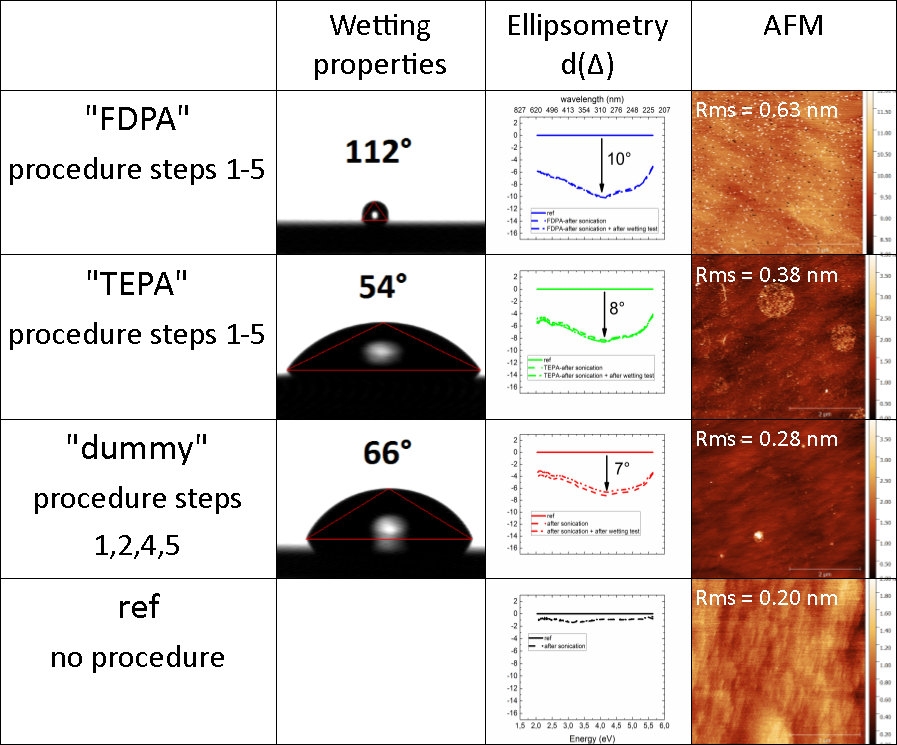 Wetting
properties
Ellipsometry
d(Δ)
AFM
"FDPA"
procedure steps 1-5
112°
wavelength (nm)
827 620 496 413 354 310 276 248 225 207
0
-2
-4
-6
-8
-10
-12
-14
-16
10°
ref
FDPA-after sonication
FDPA-after sonication + after wetting test
Rms = 0.63 nm
"TEPA"
procedure steps 1-5
54°
0
-2
-4
-6
-8
-10
-12
-14
-16
8°
ref
TEPA-after sonication
TEPA-after sonication + after wetting test
Rms = 0.38 nm
2 µm
"dummy"
procedure steps
1,2,4,5
66°
0
-2
-4
-6
-8
-10
-12
-14
-16
7°
ref
after sonication
after sonication + after wetting test
Rms = 0.28 nm
2 µm
ref
no procedure
0
-2
-4
-6
-8
-10
-12
-14
-16
ref
after sonication
1,5 2,0 2,5 3,0 3,5 4,0 4,5 5,0 5,5 6,0
Energy (eV)
Rms = 0.20 nm